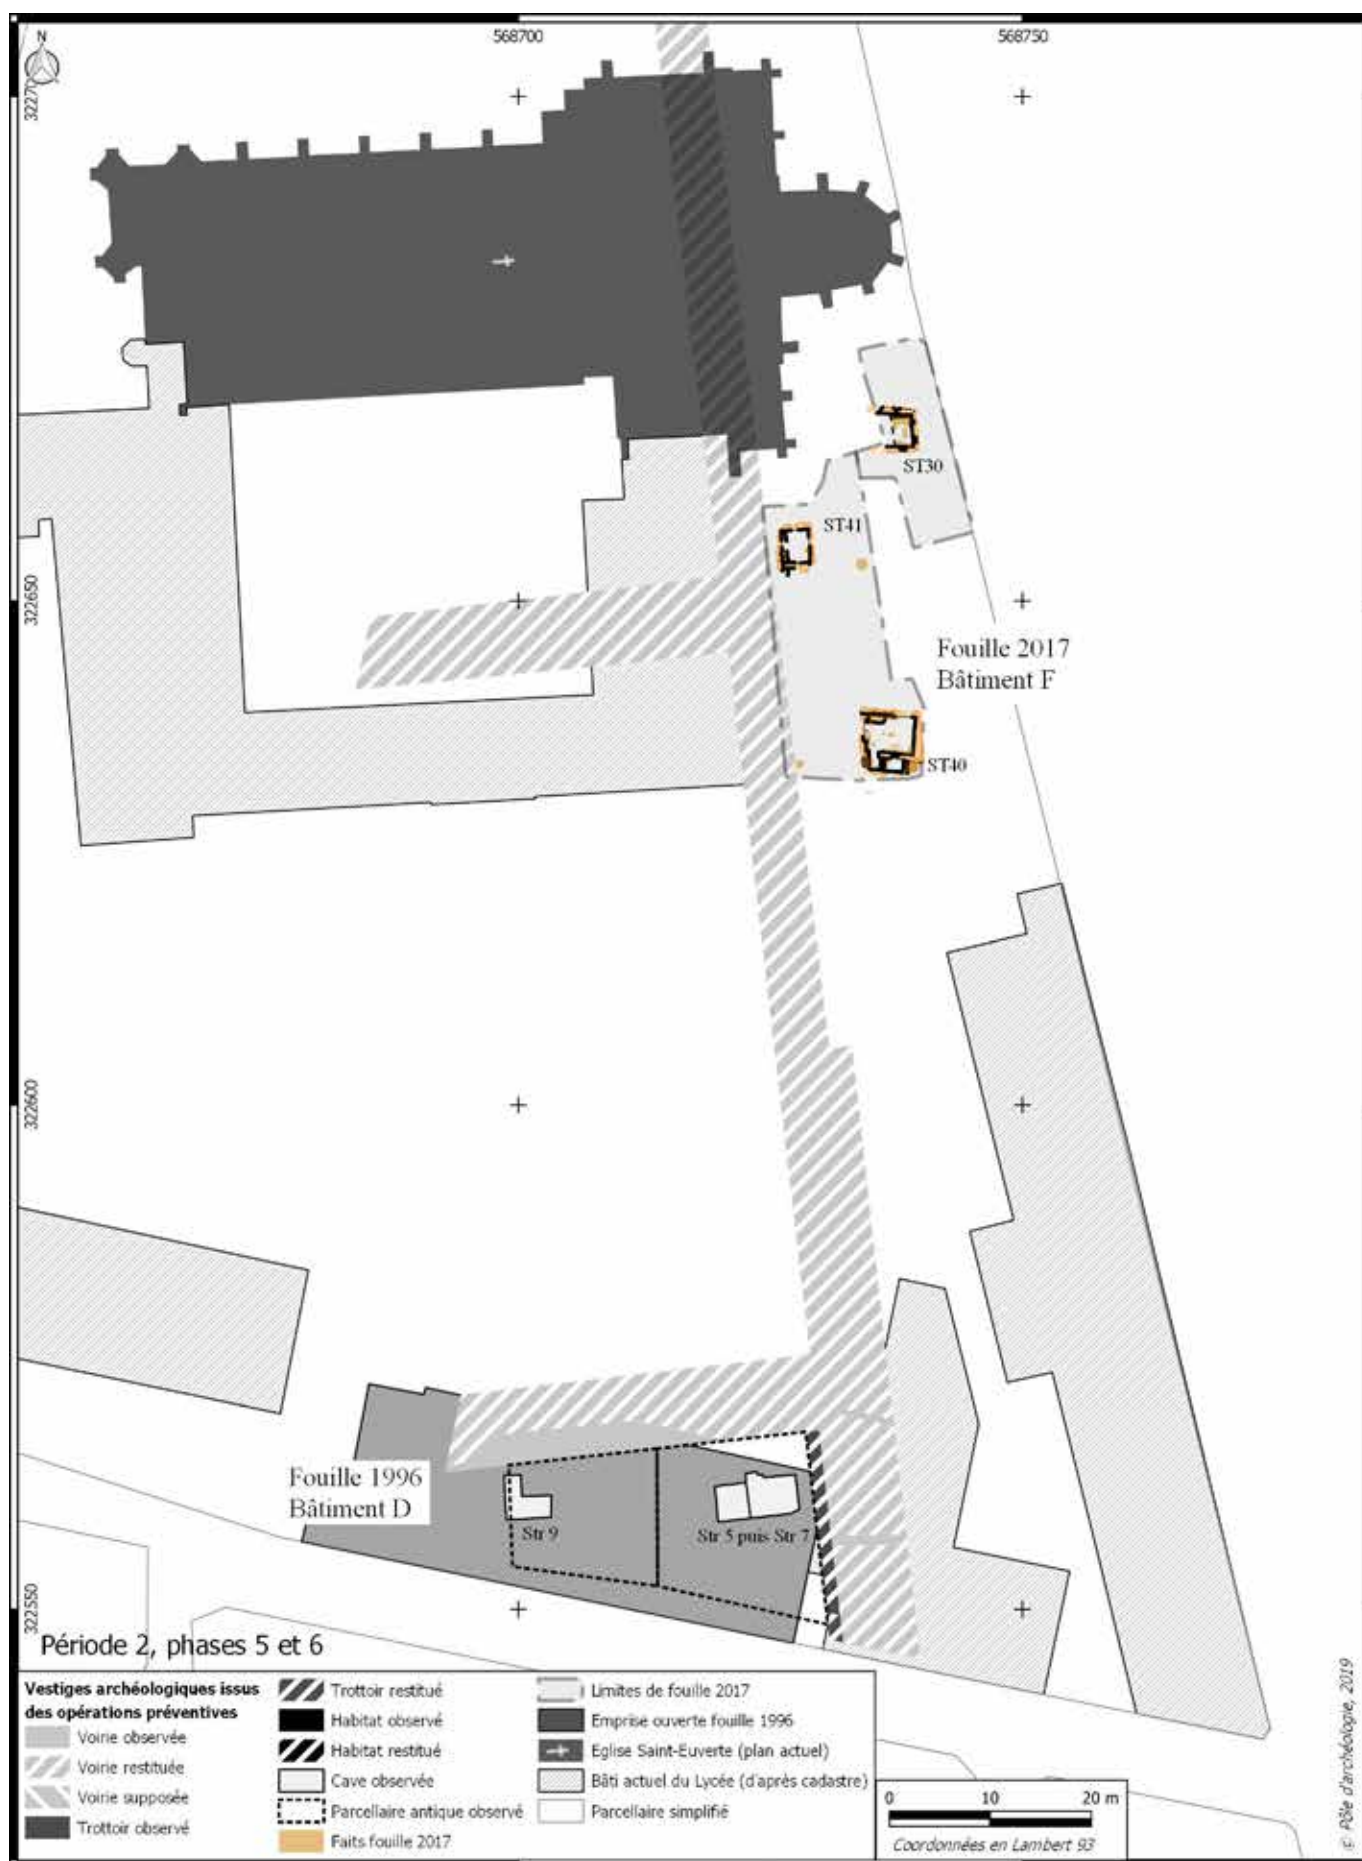 N
568700
568750
32270
322650
322600
322550
ST30
ST41
Fouille 2017
Bâtiment F
ST40
Fouille 1996
Bâtiment D
Str 9
Str 5 puis Str 7
Période 2, phases 5 et 6
Vestiges archéologiques issus
des opérations préventives
Voirie observée
Voirie restituée
Voirie supposée
Trottoir observé
Trottoir restitué
Habitat observé
Habitat restitué
Cave observée
Parcellaire antique observé
Faits fouille 2017
Limites de fouille 2017
Emprise ouverte fouille 1996
Eglise Saint-Euverte (plan actuel)
Bâti actuel du Lycée (d'après cadastre)
Parcellaire simplifié
0 10 20 m
Coordonnées en Lambert 93
© Pôle d'archéologie, 2019